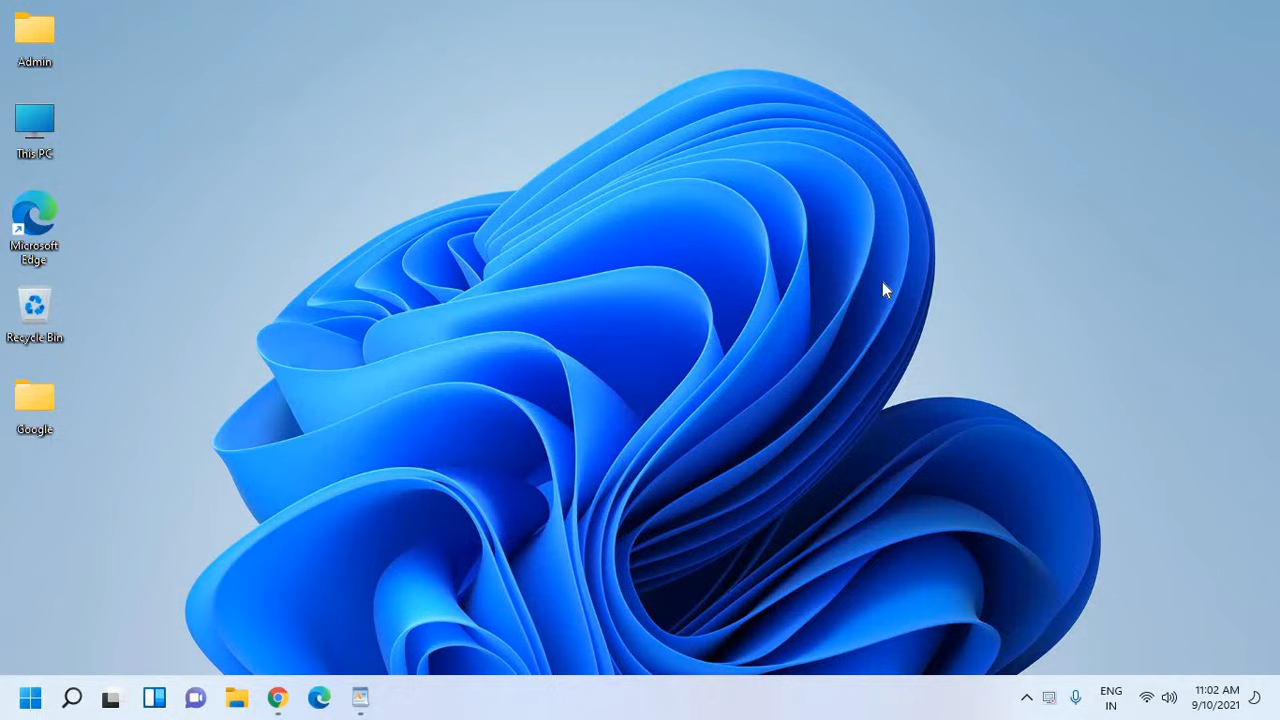 Admin
This PC
Microsoft
Edge
Recycle Bin
Google
ENG
IN
11:02 AM
9/10/2021